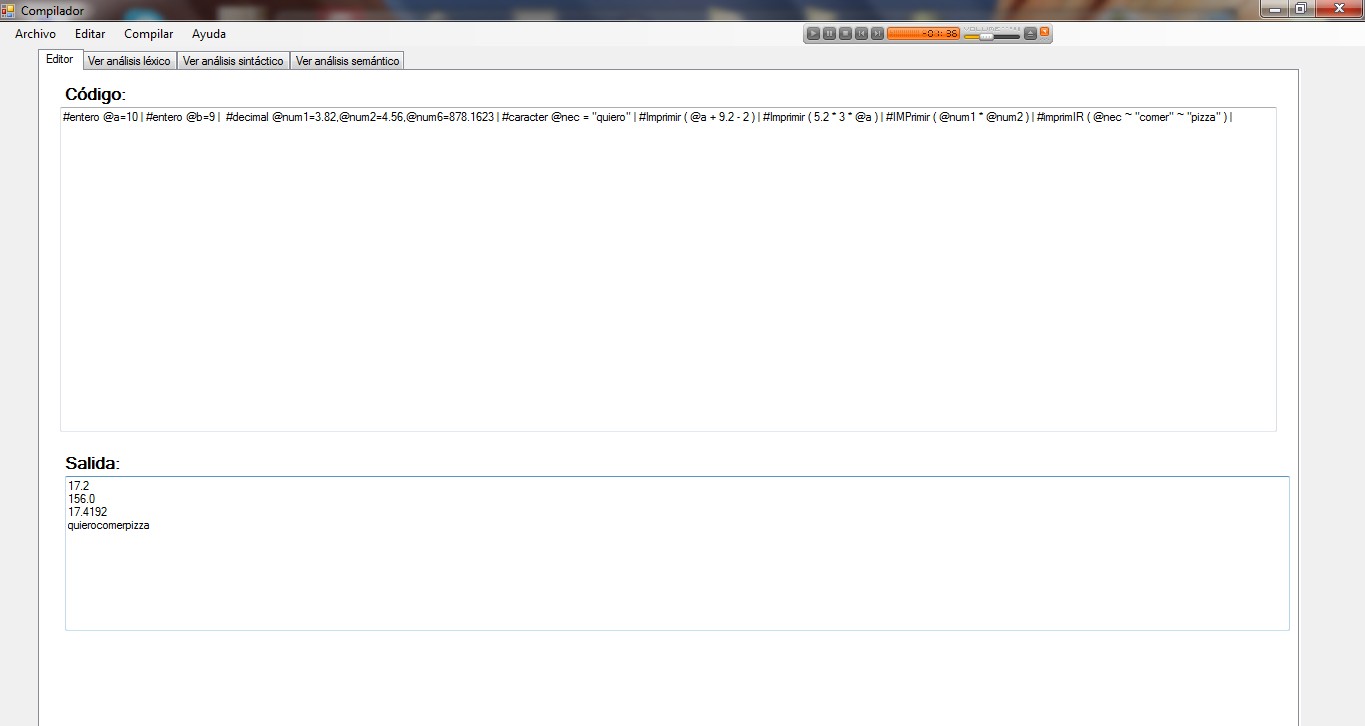 Compilador
Archivo Editar Compilar Ayuda
-01:36
VOLUME
Editor Ver análisis léxico Ver análisis sintáctico Ver análisis semántico
Código:
#entero @a=10 | #entero @b=9 |  #decimal @num1=3.82,@num2=4.56,@num6=878.1623 | #caracter @nec = "quiero" | #Imprimir ( @a + 9.2 - 2 ) | #Imprimir ( 5.2 * 3 * @a ) | #IMPrimir ( @num1 * @num2 ) | #imprimIR ( @nec ~ "comer" ~ "pizza" ) |
Salida:
17.2
156.0
17.4192
quierocomerpizza